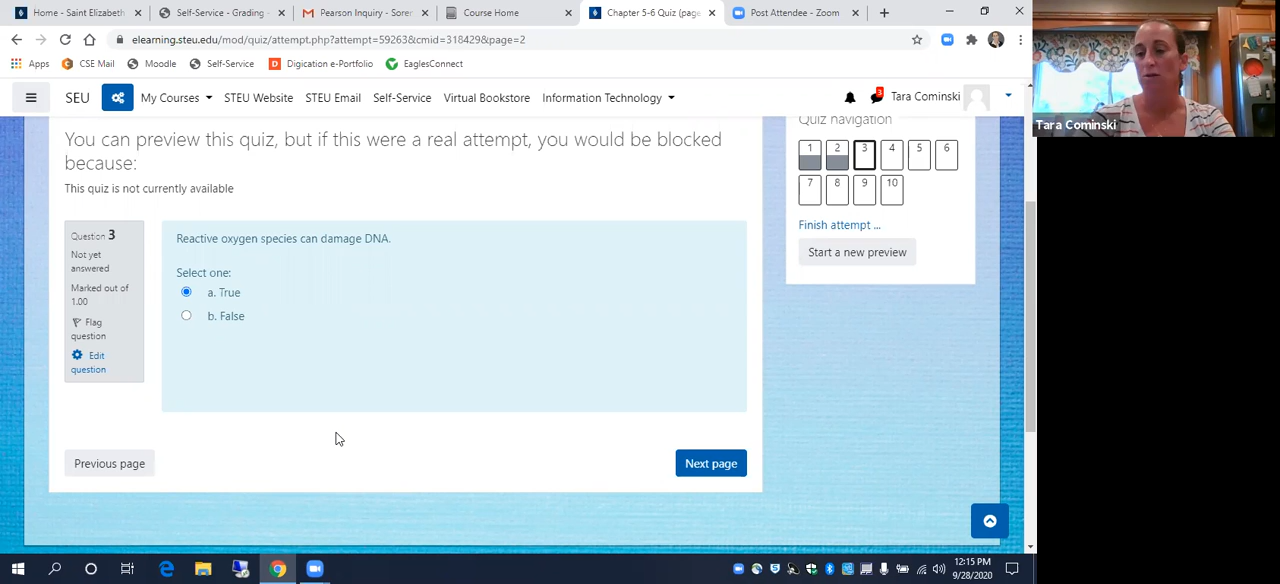 Home - Saint Elizabeth
Self-Service - Grading -
Pearson Inquiry - Sorer
Course Home
Chapter 5-6 Quiz (page
Post Attendee - Zoom
elearning.steu.edu/mod/quiz/attempt.php?attempt=59263&cmid=318429&page=2
Apps
CSE Mail
Moodle
Self-Service
Digication e-Portfolio
EaglesConnect
SEU
My Courses
STEU Website
STEU Email
Self-Service
Virtual Bookstore
Information Technology
3
Tara Cominski
Tara Cominski
You can preview this quiz, but if this were a real attempt, you would be blocked
because:
This quiz is not currently available
Question 3
Not yet
answered
Marked out of
1.00
Flag
question
Edit
question
Reactive oxygen species can damage DNA.
Select one:
a. True
b. False
Previous page
Next page
Quiz navigation
1 2 3 4 5 6
7 8 9 10
Finish attempt ...
Start a new preview
12:15 PM
9/28/2020